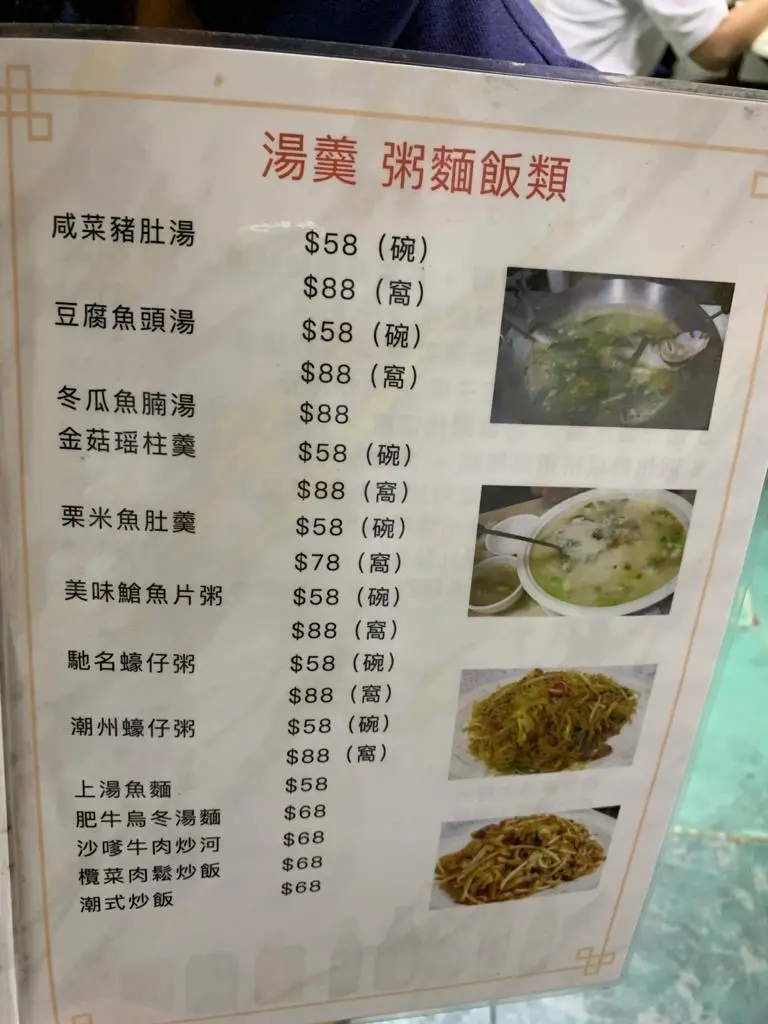 湯羹 粥麵飯類
咸菜豬肚湯 $58（碗）
$88（窩）
豆腐魚頭湯 $58（碗）
$88（窩）
冬瓜魚腩湯 $88
金菇瑶柱羹 $58（碗）
$88（窩）
栗米魚肚羹 $58（碗）
$78（窩）
美味鮨魚片粥 $58（碗）
$88（窩）
馳名蠔仔粥 $58（碗）
$88（窩）
潮州蠔仔粥 $58（碗）
$88（窩）
上湯魚麵 $58
肥牛烏冬湯麵 $68
沙嗲牛肉炒河 $68
欖菜肉鬆炒飯 $68
潮式炒飯 $68